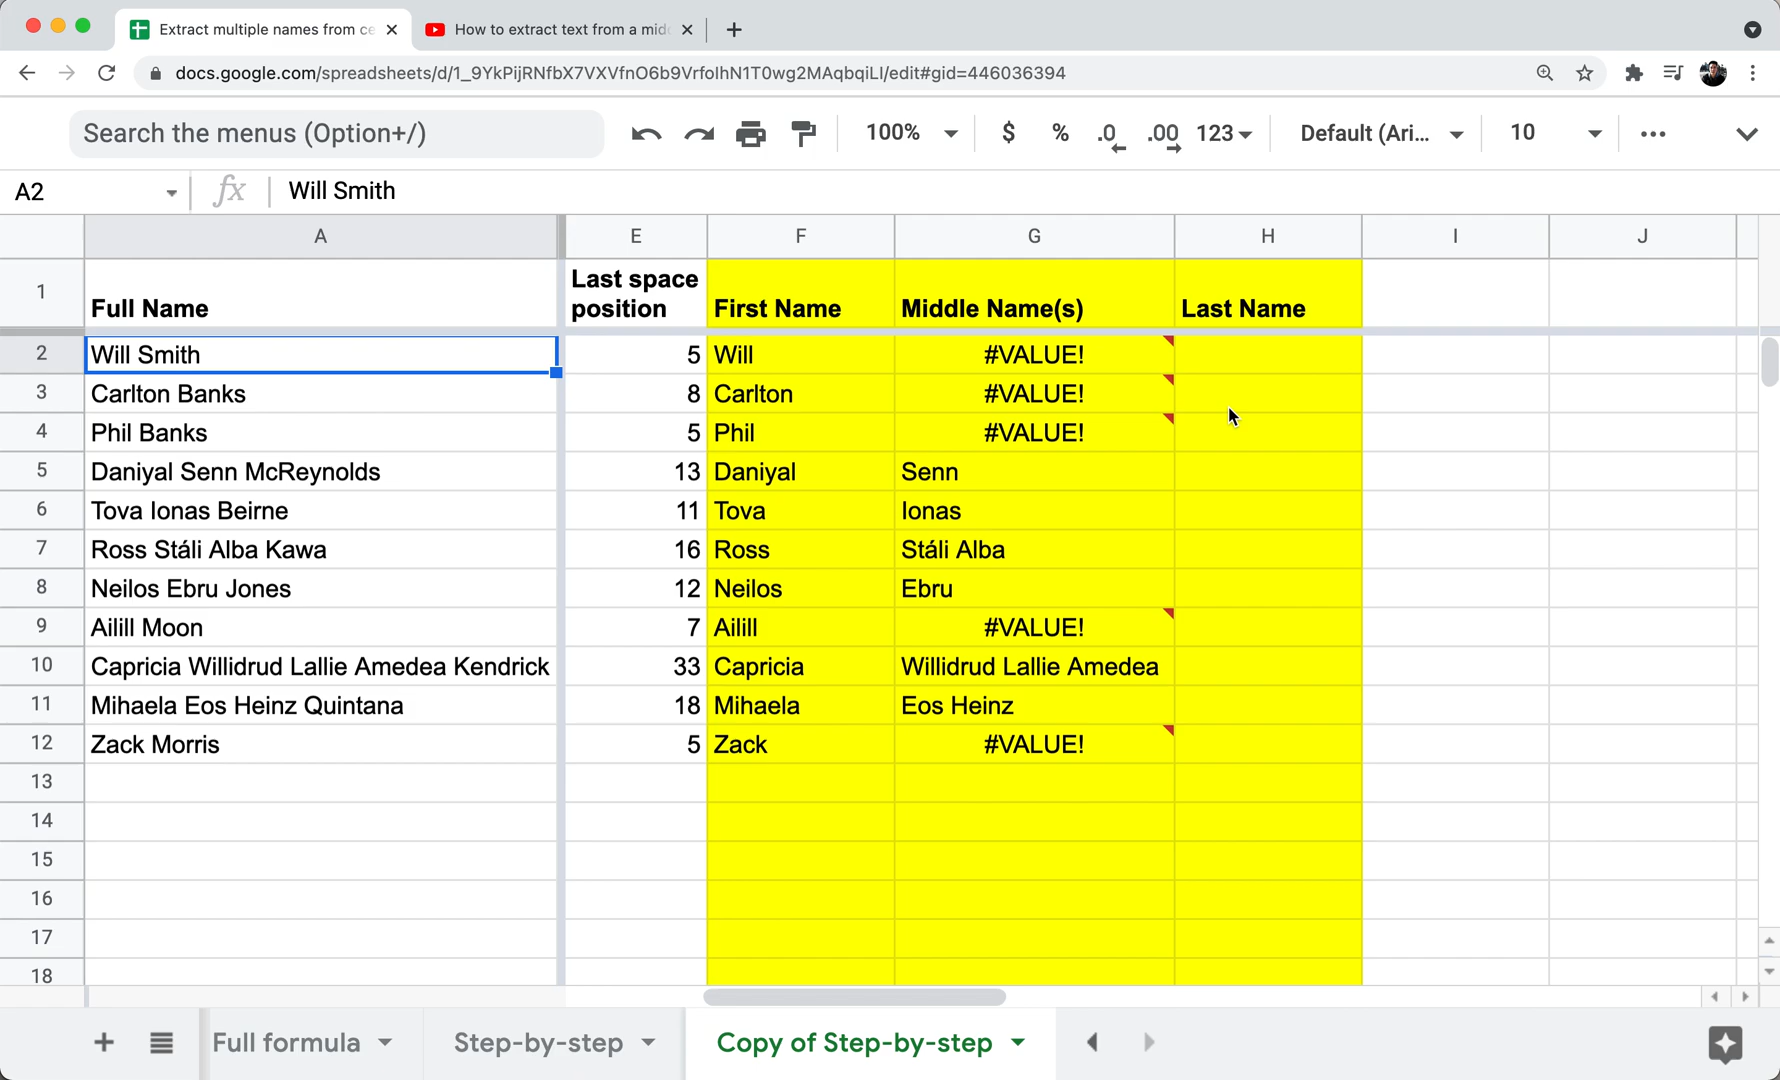 Extract multiple names from ce
How to extract text from a mid
docs.google.com/spreadsheets/d/1_9YkPijRNfbX7VXVfnO6b9VrfolhN1T0wg2MAqbqiLI/edit#gid=446036394
Search the menus (Option+/) 100% $ % .0 .00 123 Default (Ari... 10
A2 fx Will Smith
A E F G H I J
1 Full Name Last space position First Name Middle Name(s) Last Name
2 Will Smith 5 Will #VALUE!
3 Carlton Banks 8 Carlton #VALUE!
4 Phil Banks 5 Phil #VALUE!
5 Daniyal Senn McReynolds 13 Daniyal Senn
6 Tova Ionas Beirne 11 Tova Ionas
7 Ross Stáli Alba Kawa 16 Ross Stáli Alba
8 Neilos Ebru Jones 12 Neilos Ebru
9 Ailill Moon 7 Ailill #VALUE!
10 Capricia Willidrud Lallie Amedea Kendrick 33 Capricia Willidrud Lallie Amedea
11 Mihaela Eos Heinz Quintana 18 Mihaela Eos Heinz
12 Zack Morris 5 Zack #VALUE!
13
14
15
16
17
18
Full formula Step-by-step Copy of Step-by-step